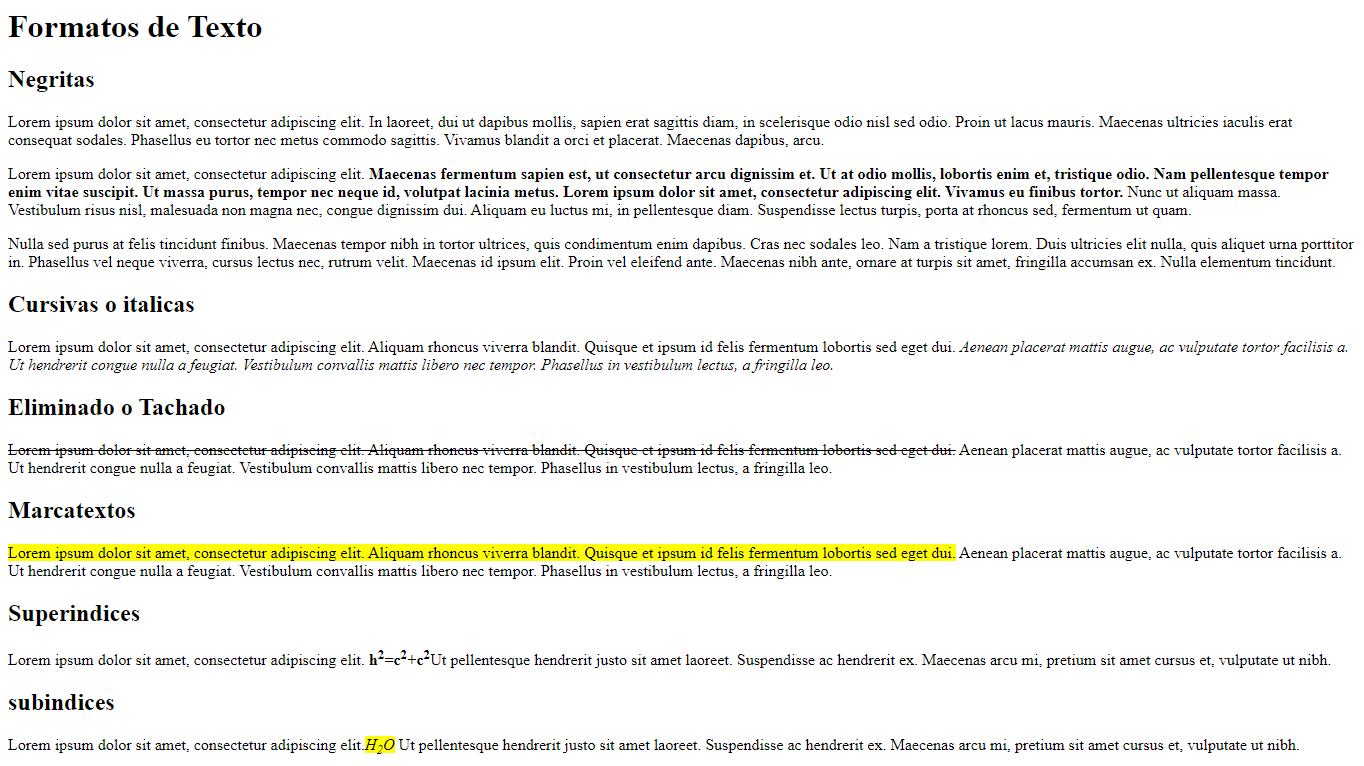 Formatos de Texto
Negritas
Lorem ipsum dolor sit amet, consectetur adipiscing elit. In laoreet, dui ut dapibus mollis, sapien erat sagittis diam, in scelerisque odio nisl sed odio. Proin ut lacus mauris. Maecenas ultricies iaculis erat
consequat sodales. Phasellus eu tortor nec metus commodo sagittis. Vivamus blandit a orci et placerat. Maecenas dapibus, arcu.
Lorem ipsum dolor sit amet, consectetur adipiscing elit. Maecenas fermentum sapien est, ut consectetur arcu dignissim et. Ut at odio mollis, lobortis enim et, tristique odio. Nam pellentesque tempor
enim vitae suscipit. Ut massa purus, tempor nec neque id, volutpat lacinia metus. Lorem ipsum dolor sit amet, consectetur adipiscing elit. Vivamus eu finibus tortor. Nunc ut aliquam massa.
Vestibulum risus nisl, malesuada non magna nec, congue dignissim dui. Aliquam eu luctus mi, in pellentesque diam. Suspendisse lectus turpis, porta at rhoncus sed, fermentum ut quam.
Nulla sed purus at felis tincidunt finibus. Maecenas tempor nibh in tortor ultrices, quis condimentum enim dapibus. Cras nec sodales leo. Nam a tristique lorem. Duis ultricies elit nulla, quis aliquet urna porttitor
in. Phasellus vel neque viverra, cursus lectus nec, rutrum velit. Maecenas id ipsum elit. Proin vel eleifend ante. Maecenas nibh ante, ornare at turpis sit amet, fringilla accumsan ex. Nulla elementum tincidunt.
Cursivas o italicas
Lorem ipsum dolor sit amet, consectetur adipiscing elit. Aliquam rhoncus viverra blandit. Quisque et ipsum id felis fermentum lobortis sed eget dui. Aenean placerat mattis augue, ac vulputate tortor facilisis a.
Ut hendrerit congue nulla a feugiat. Vestibulum convallis mattis libero nec tempor. Phasellus in vestibulum lectus, a fringilla leo.
Eliminado o Tachado
Lorem ipsum dolor sit amet, consectetur adipiscing elit. Aliquam rhoncus viverra blandit. Quisque et ipsum id felis fermentum lobortis sed eget dui. Aenean placerat mattis augue, ac vulputate tortor facilisis a.
Ut hendrerit congue nulla a feugiat. Vestibulum convallis mattis libero nec tempor. Phasellus in vestibulum lectus, a fringilla leo.
Marcatextos
Lorem ipsum dolor sit amet, consectetur adipiscing elit. Aliquam rhoncus viverra blandit. Quisque et ipsum id felis fermentum lobortis sed eget dui. Aenean placerat mattis augue, ac vulputate tortor facilisis a.
Ut hendrerit congue nulla a feugiat. Vestibulum convallis mattis libero nec tempor. Phasellus in vestibulum lectus, a fringilla leo.
Superindices
Lorem ipsum dolor sit amet, consectetur adipiscing elit. h²=c²+c²Ut pellentesque hendrerit justo sit amet laoreet. Suspendisse ac hendrerit ex. Maecenas arcu mi, pretium sit amet cursus et, vulputate ut nibh.
subindices
Lorem ipsum dolor sit amet, consectetur adipiscing elit.H₂O Ut pellentesque hendrerit justo sit amet laoreet. Suspendisse ac hendrerit ex. Maecenas arcu mi, pretium sit amet cursus et, vulputate ut nibh.